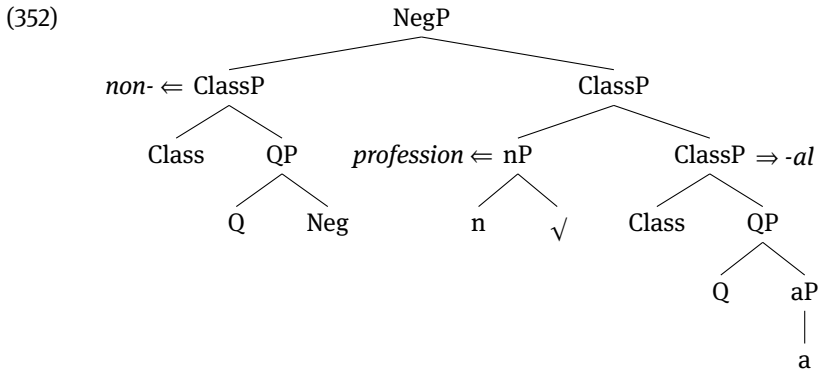 (352) NegP
non- ⇐ ClassP ClassP
Class QP profession ⇐ nP ClassP ⇒ -al
Q Neg n √ Class QP
Q aP
a